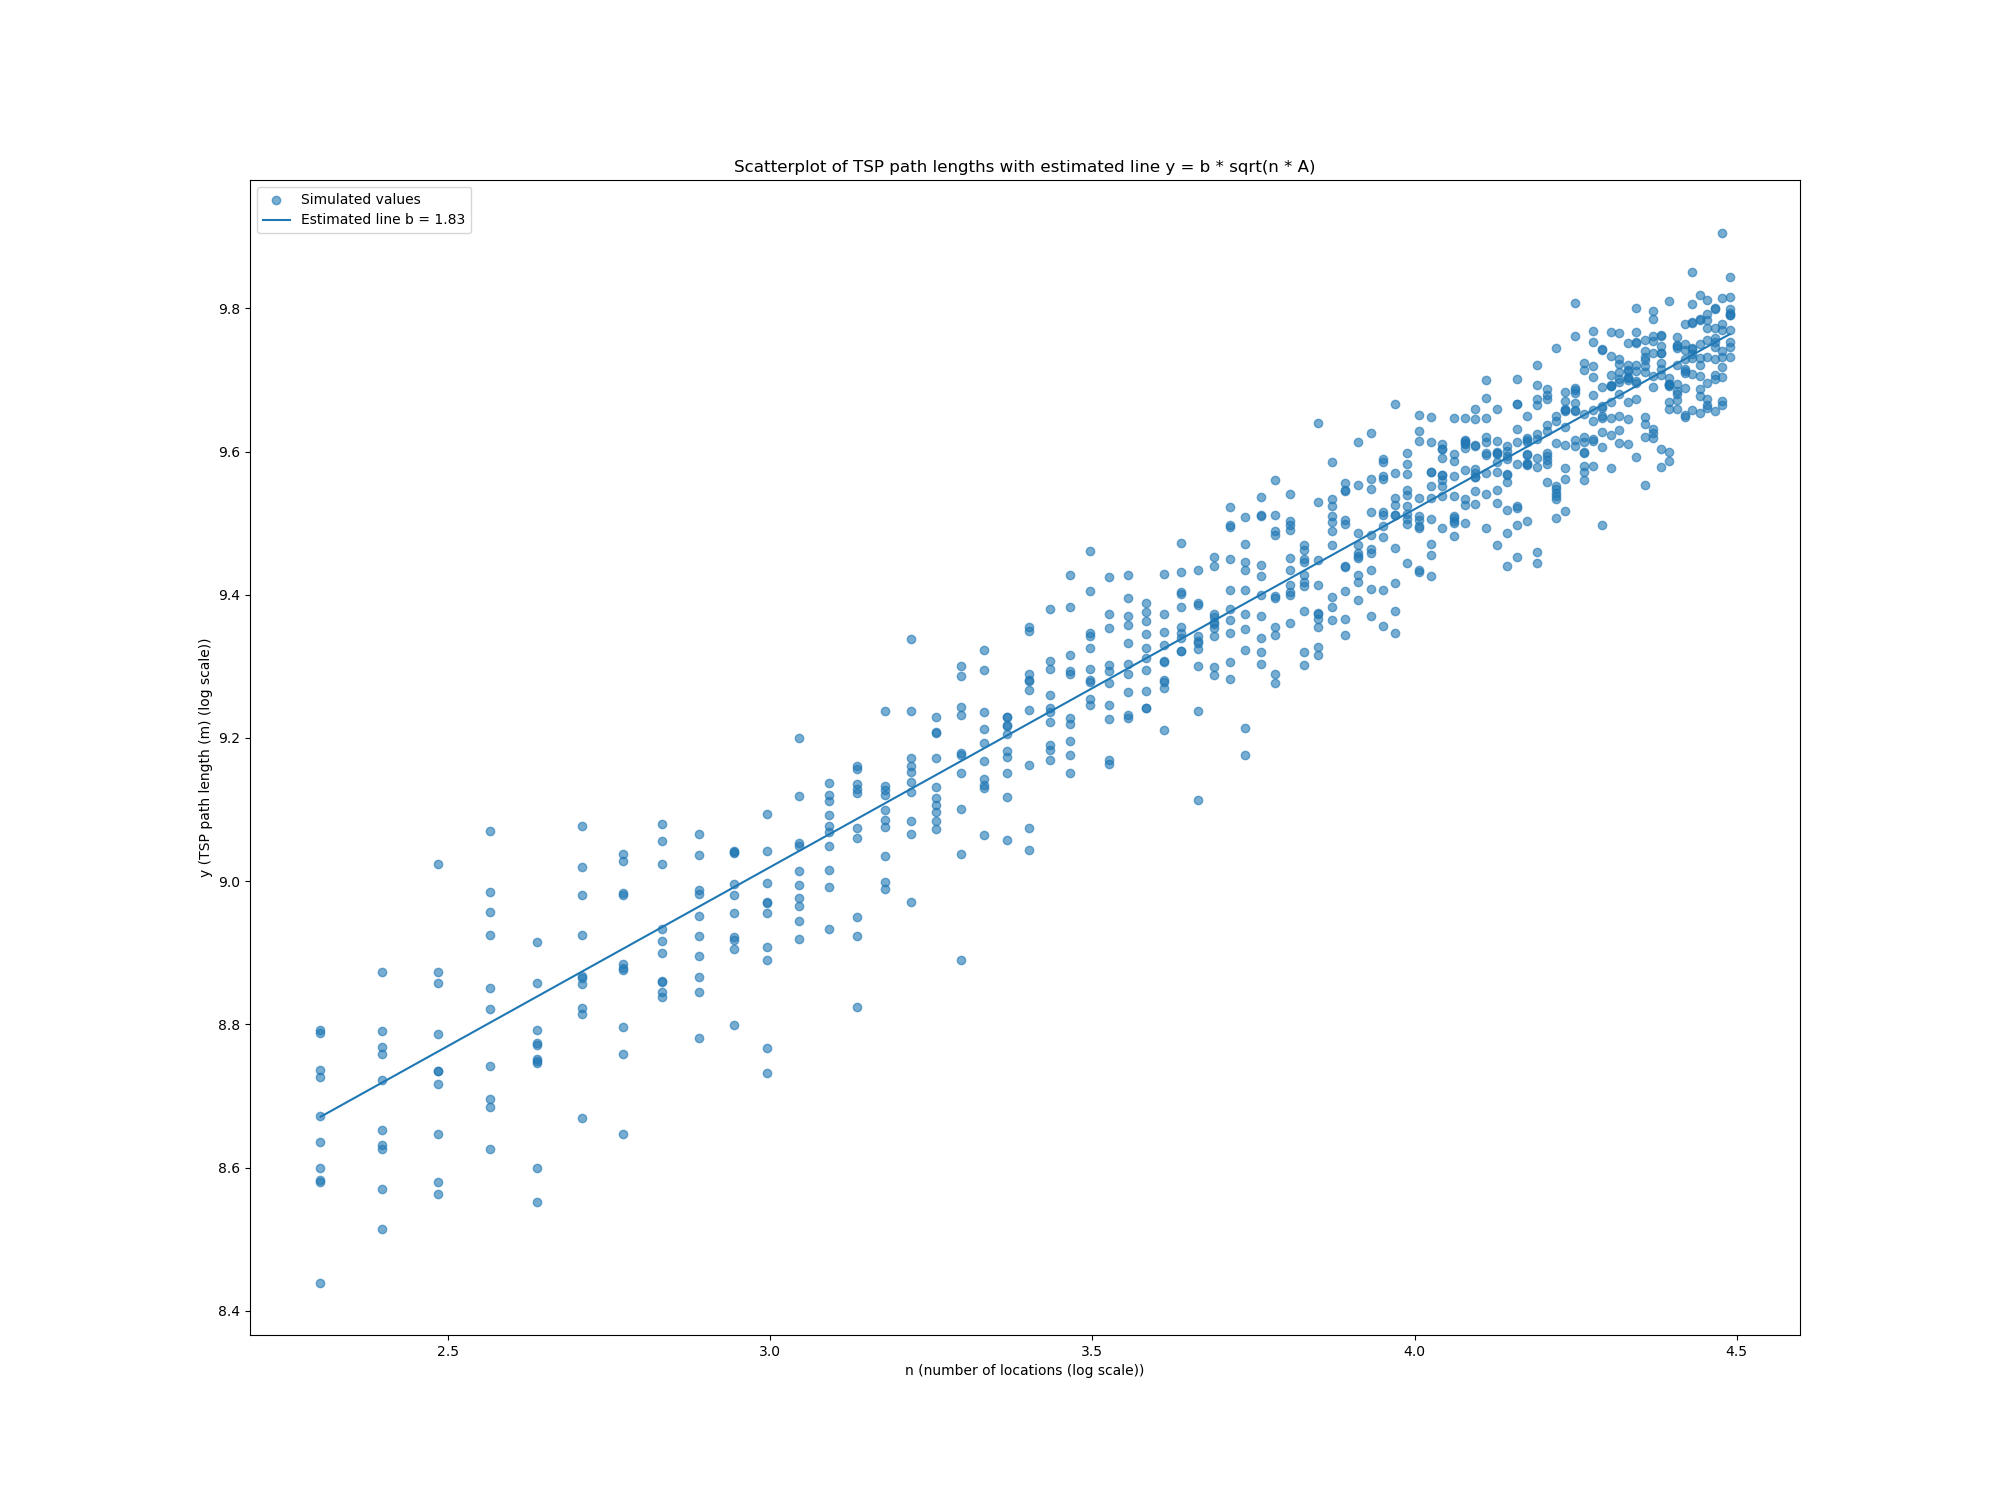 Scatterplot of TSP path lengths with estimated line y = b * sqrt(n * A)
Simulated values
Estimated line b = 1.83
y (TSP path length (m) (log scale))
9.8
9.6
9.4
9.2
9.0
8.8
8.6
8.4
2.5 3.0 3.5 4.0 4.5
n (number of locations (log scale))